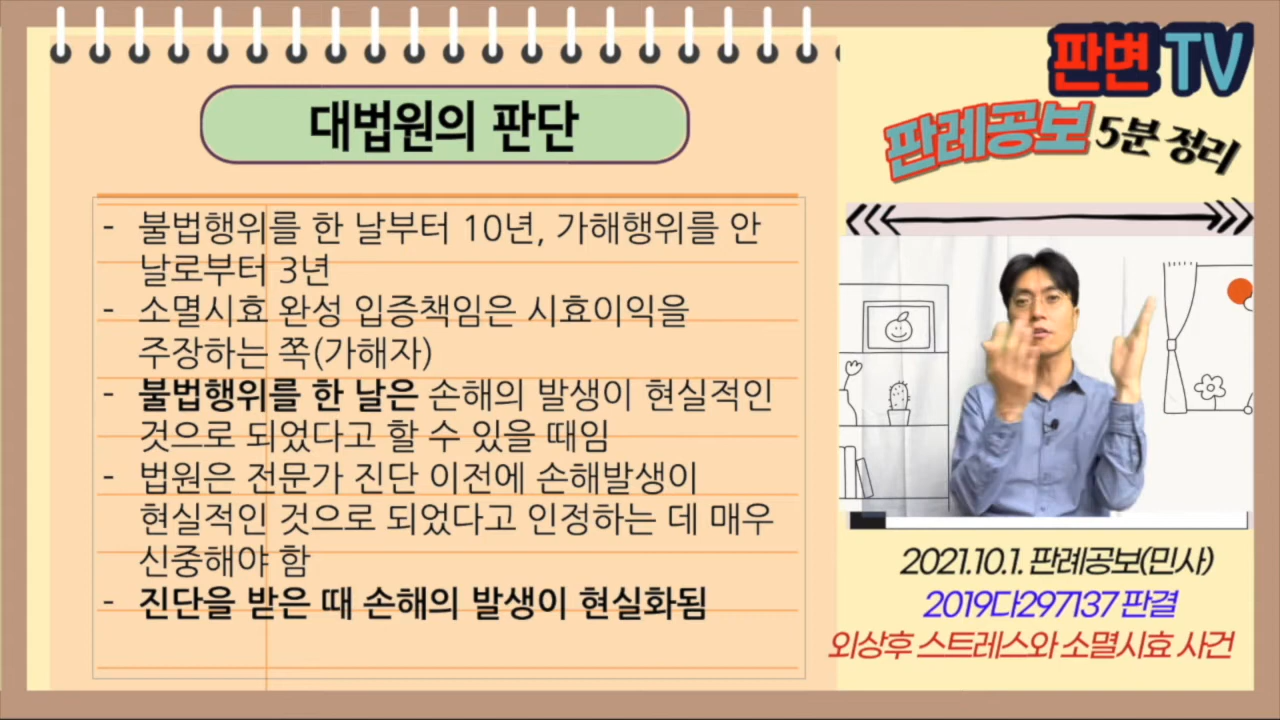 대법원의 판단
- 불법행위를 한 날부터 10년, 가해행위를 안
날로부터 3년
- 소멸시효 완성 입증책임은 시효이익을
주장하는 쪽(가해자)
- 불법행위를 한 날은 손해의 발생이 현실적인
것으로 되었다고 할 수 있을 때임
- 법원은 전문가 진단 이전에 손해발생이
현실적인 것으로 되었다고 인정하는 데 매우
신중해야 함
- 진단을 받은 때 손해의 발생이 현실화됨
판변 TV
판례공보 5분 정리
2021.10.1. 판례공보(민사)
2019다297137 판결
외상후 스트레스와 소멸시효 사건